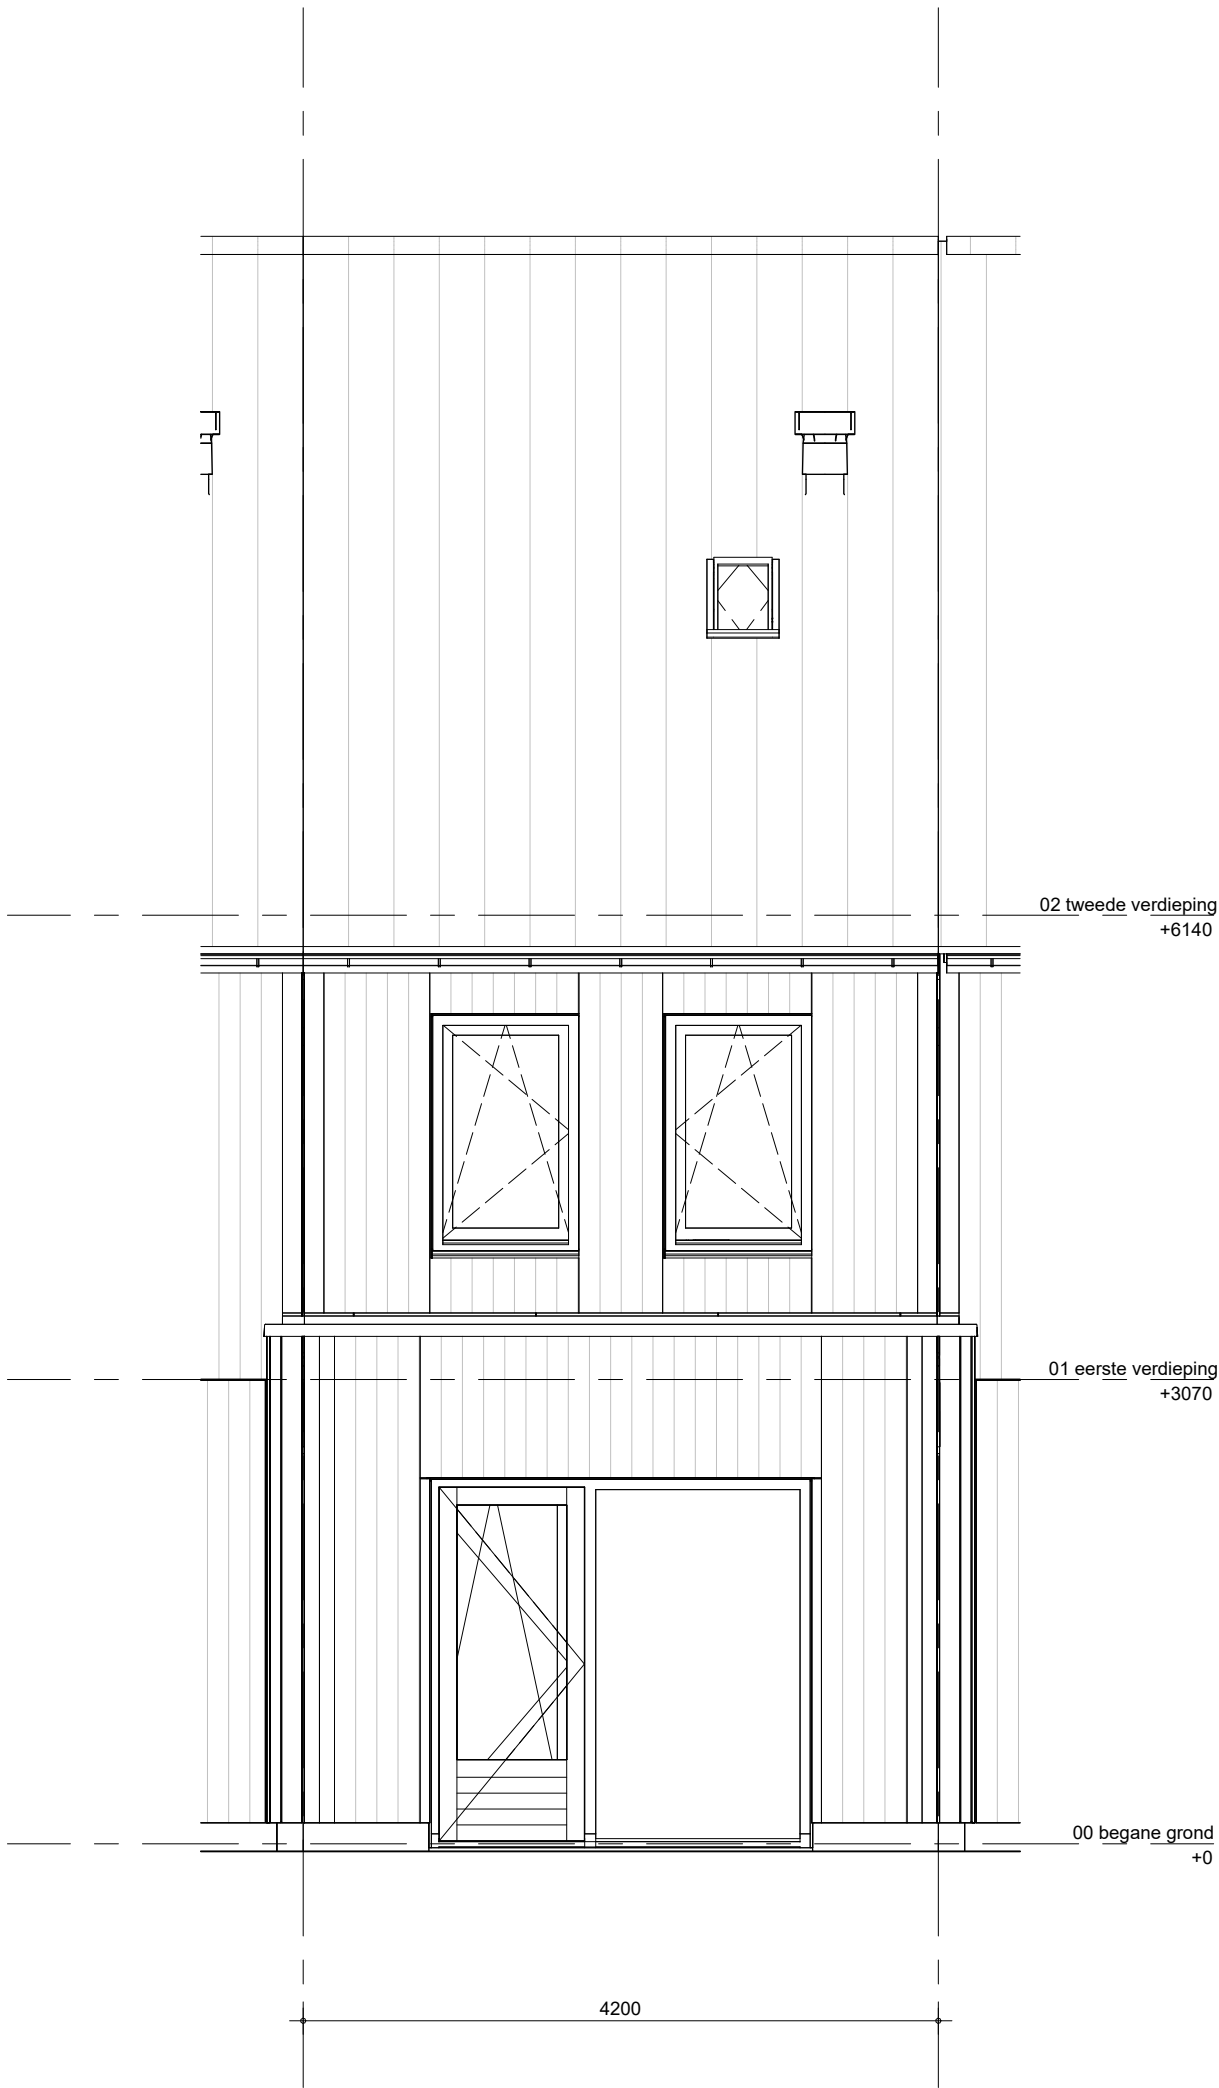 02 tweede verdieping
+6140
01 eerste verdieping
+3070
00 begane grond
+0
4200